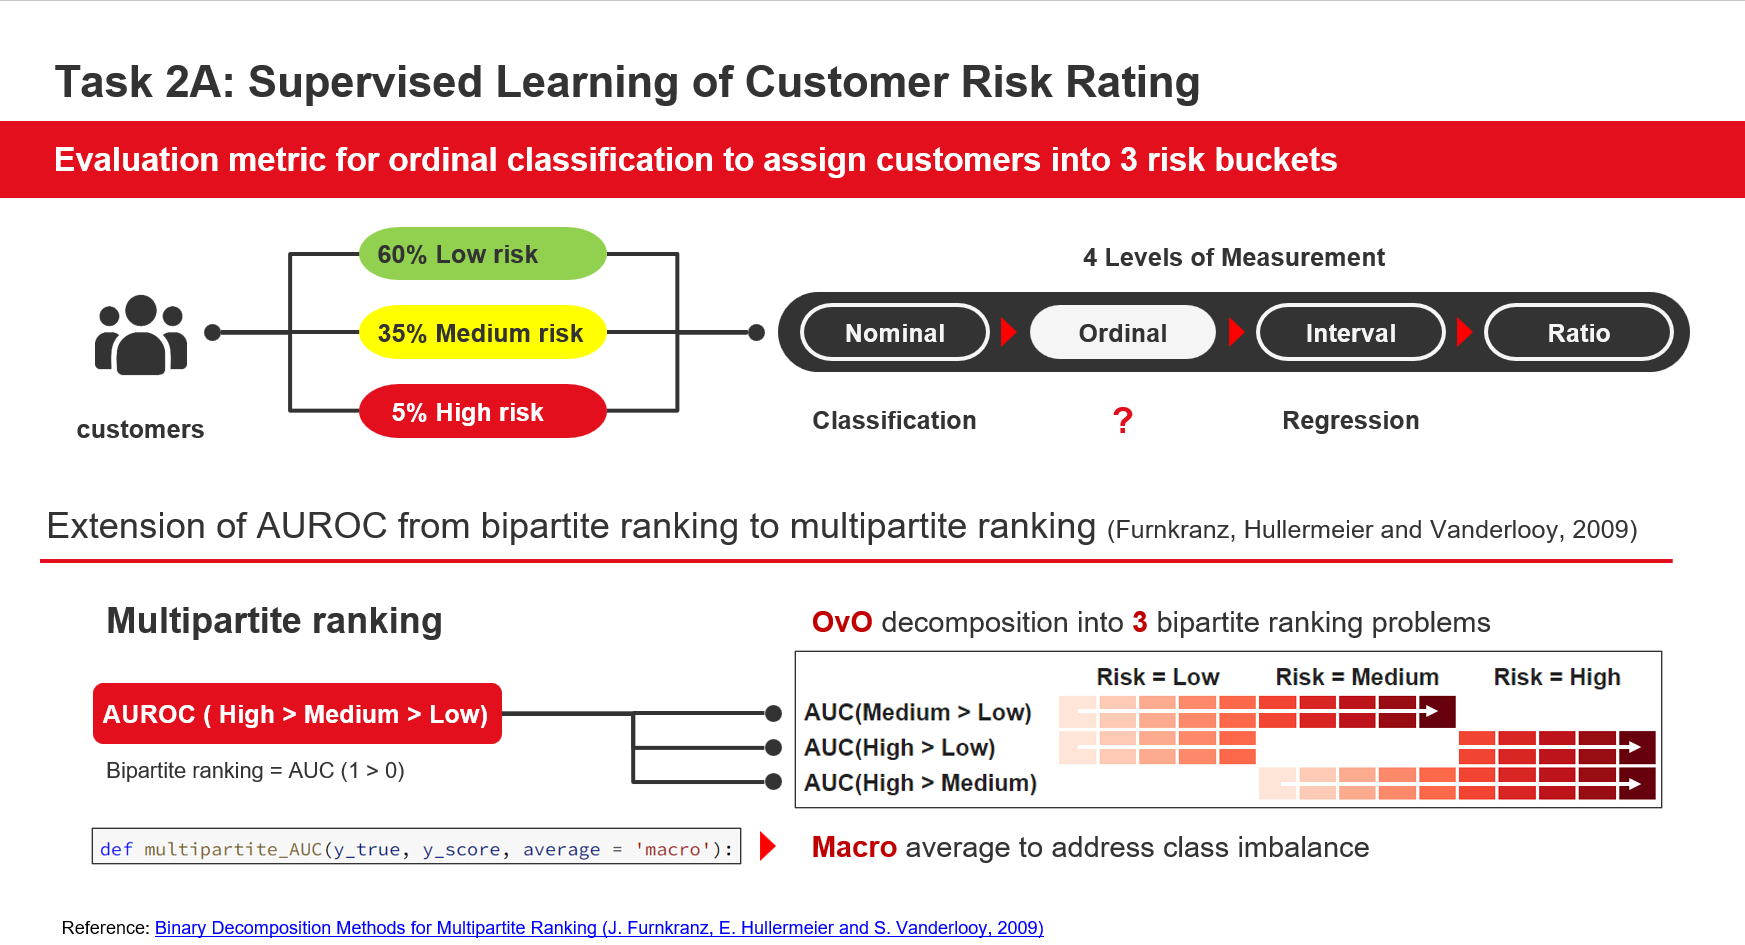 Task 2A: Supervised Learning of Customer Risk Rating
Evaluation metric for ordinal classification to assign customers into 3 risk buckets
60% Low risk
35% Medium risk
5% High risk
customers
4 Levels of Measurement
Nominal
Ordinal
Interval
Ratio
Classification
?
Regression
Extension of AUROC from bipartite ranking to multipartite ranking (Furnkranz, Hullermeier and Vanderlooy, 2009)
Multipartite ranking
AUROC ( High > Medium > Low)
Bipartite ranking = AUC (1 > 0)
def multipartite_AUC(y_true, y_score, average = 'macro'):
OvO decomposition into 3 bipartite ranking problems
Risk = Low
Risk = Medium
Risk = High
AUC(Medium > Low)
AUC(High > Low)
AUC(High > Medium)
Macro average to address class imbalance
Reference: Binary Decomposition Methods for Multipartite Ranking (J. Furnkranz, E. Hullermeier and S. Vanderlooy, 2009)